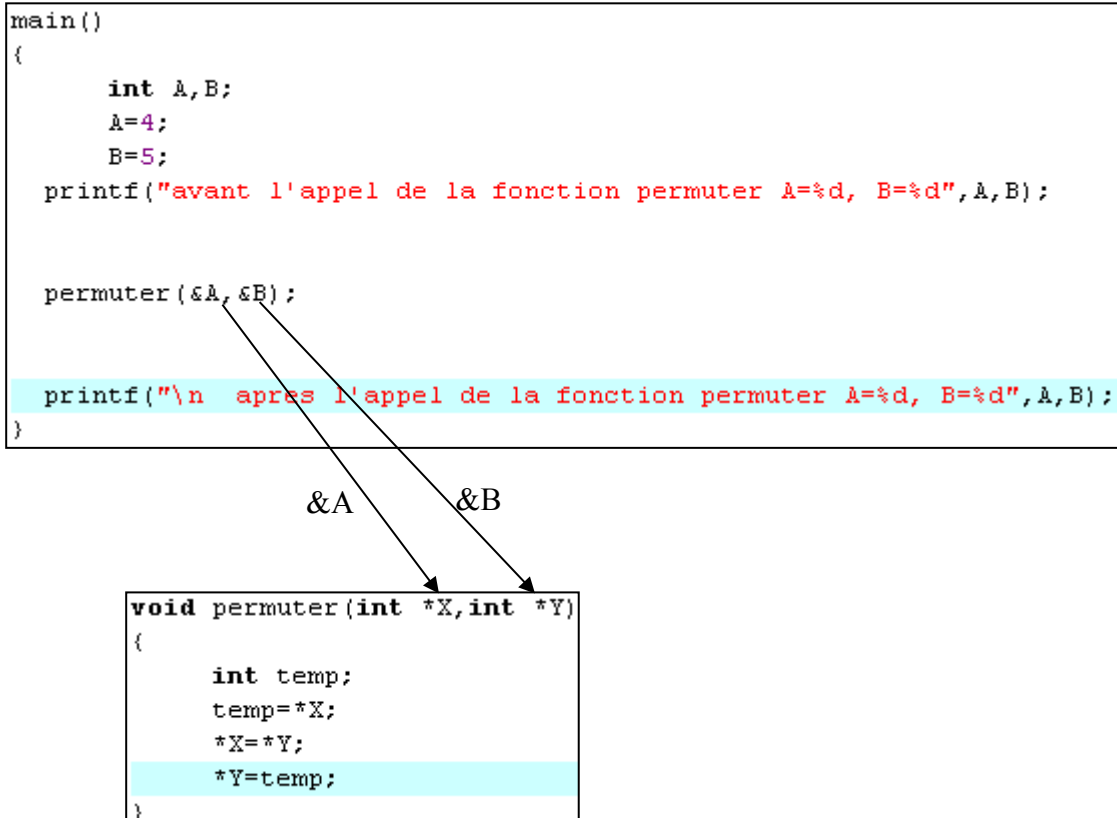 main()
{
int A,B;
A=4;
B=5;
printf("avant l'appel de la fonction permuter A=%d, B=%d",A,B);
permuter(&A,&B);
printf("\n  apres l'appel de la fonction permuter A=%d, B=%d",A,B);
}
&A &B
void permuter(int *X,int *Y)
{
int temp;
temp=*X;
*X=*Y;
*Y=temp;
}